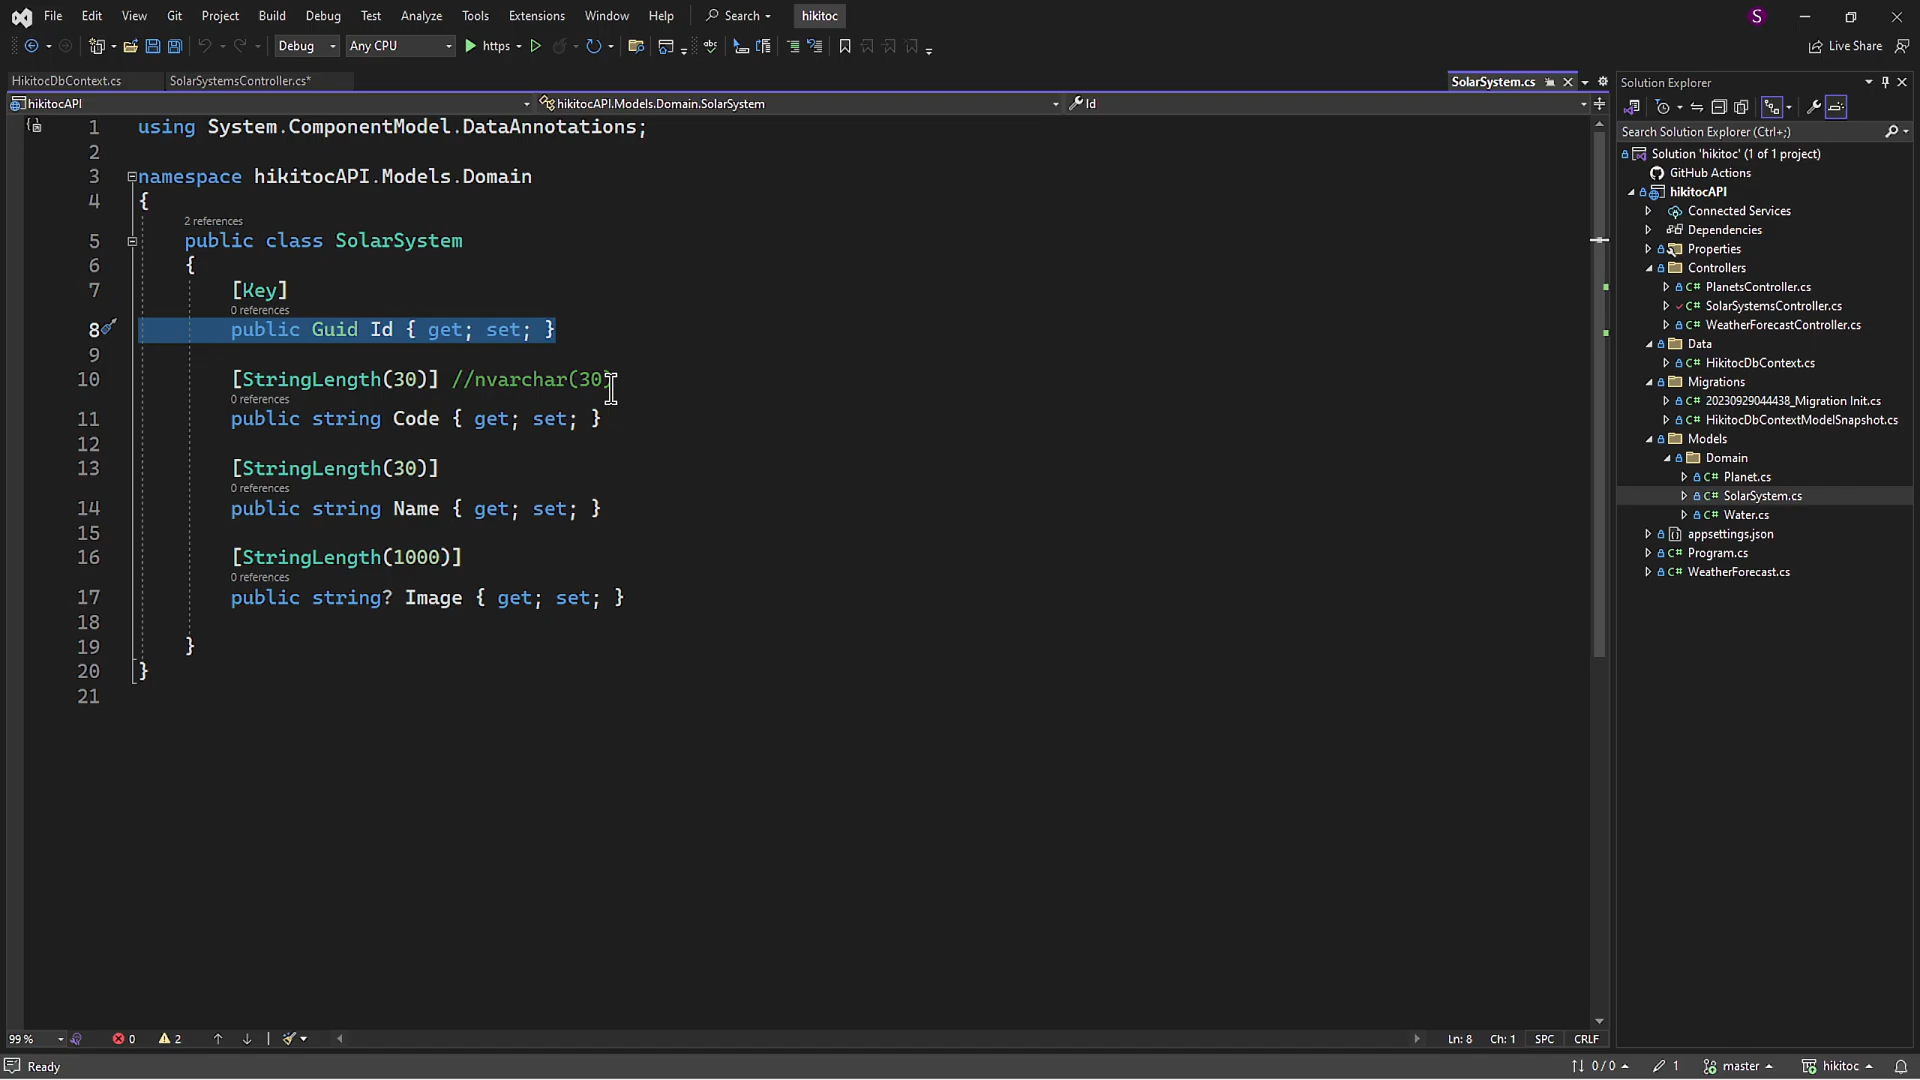 File Edit View Git Project Build Debug Test Analyze Tools Extensions Window Help Search hikitoc S
Debug Any CPU https Live Share
HikitocDbContext.cs SolarSystemsController.cs* SolarSystem.cs
hikitocAPI hikitocAPI.Models.Domain.SolarSystem Id
1 using System.ComponentModel.DataAnnotations;
2
3 namespace hikitocAPI.Models.Domain
4 {
2 references
5 public class SolarSystem
6 {
7 [Key]
0 references
8 public Guid Id { get; set; }
9
10 [StringLength(30)] //nvarchar(30)
0 references
11 public string Code { get; set; }
12
13 [StringLength(30)]
0 references
14 public string Name { get; set; }
15
16 [StringLength(1000)]
0 references
17 public string? Image { get; set; }
18
19 }
20 }
21
Solution Explorer
Search Solution Explorer (Ctrl+;)
Solution 'hikitoc' (1 of 1 project)
GitHub Actions
hikitocAPI
Connected Services
Dependencies
Properties
Controllers
C# PlanetsController.cs
C# SolarSystemsController.cs
C# WeatherForecastController.cs
Data
C# HikitocDbContext.cs
Migrations
C# 20230929044438_Migration Init.cs
C# HikitocDbContextModelSnapshot.cs
Models
Domain
C# Planet.cs
C# SolarSystem.cs
C# Water.cs
appsettings.json
C# Program.cs
C# WeatherForecast.cs
99 % 0 2 Ln: 8 Ch: 1 SPC CRLF
Ready 0 / 0 1 master hikitoc